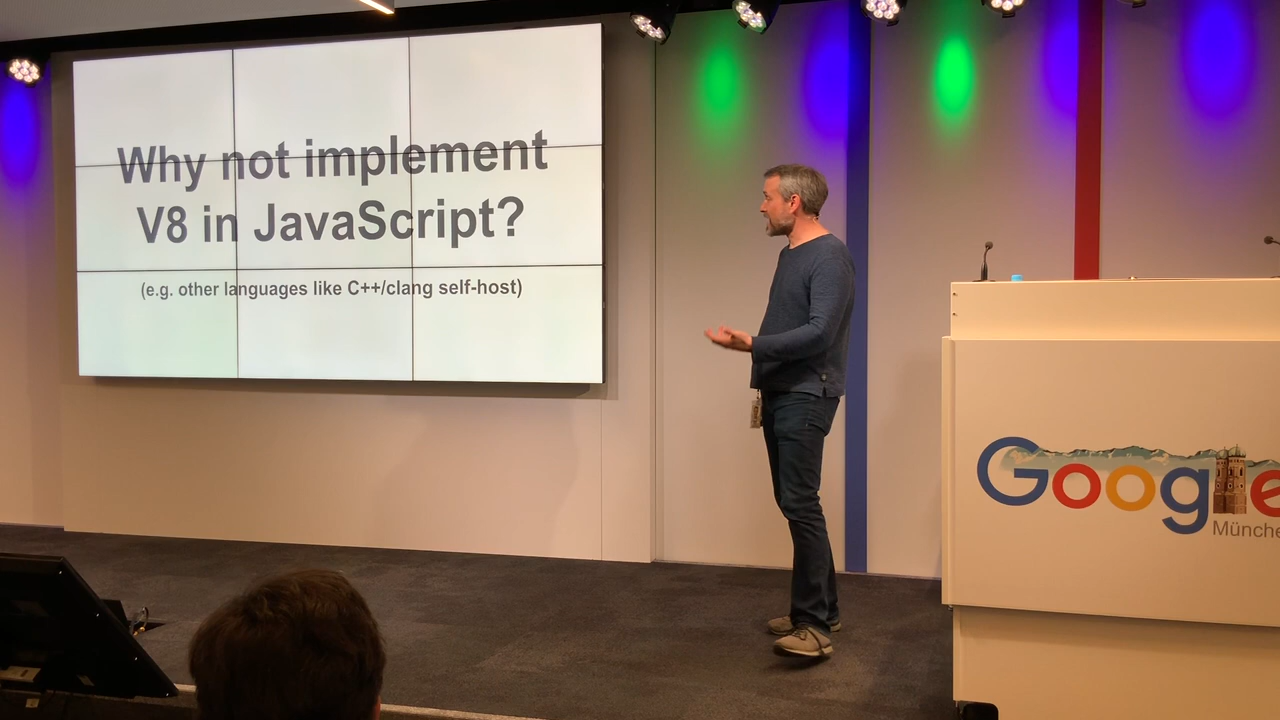 Why not implement
V8 in JavaScript?
(e.g. other languages like C++/clang self-host)
Google
Münche